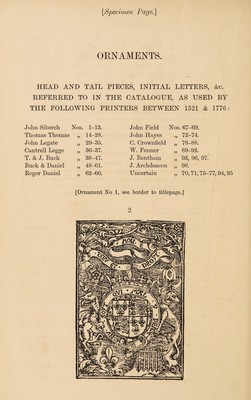 [Specimen Page.]
ORNAMENTS.
HEAD AND TAIL PIECES, INITIAL LETTERS, &c.
REFERRED TO IN THE CATALOGUE, AS USED BY
THE FOLLOWING PRINTERS BETWEEN 1521 & 1776:
John Siberch Nos. 1–13.
Thomas Thomas „ 14–28.
John Legate „ 29–35.
Cantrell Legge „ 36–37.
T. & J. Buck „ 38–47.
Buck & Daniel „ 48–61.
Roger Daniel „ 62–66.
John Field Nos. 67–69.
John Hayes „ 72–74.
C. Crownfield „ 78–88.
W. Fenner „ 89–92.
J. Bentham „ 93, 96, 97.
J. Archdeacon „ 98.
Uncertain „ 70, 71, 75–77, 94, 95
[Ornament No 1, see border to titlepage.]
2